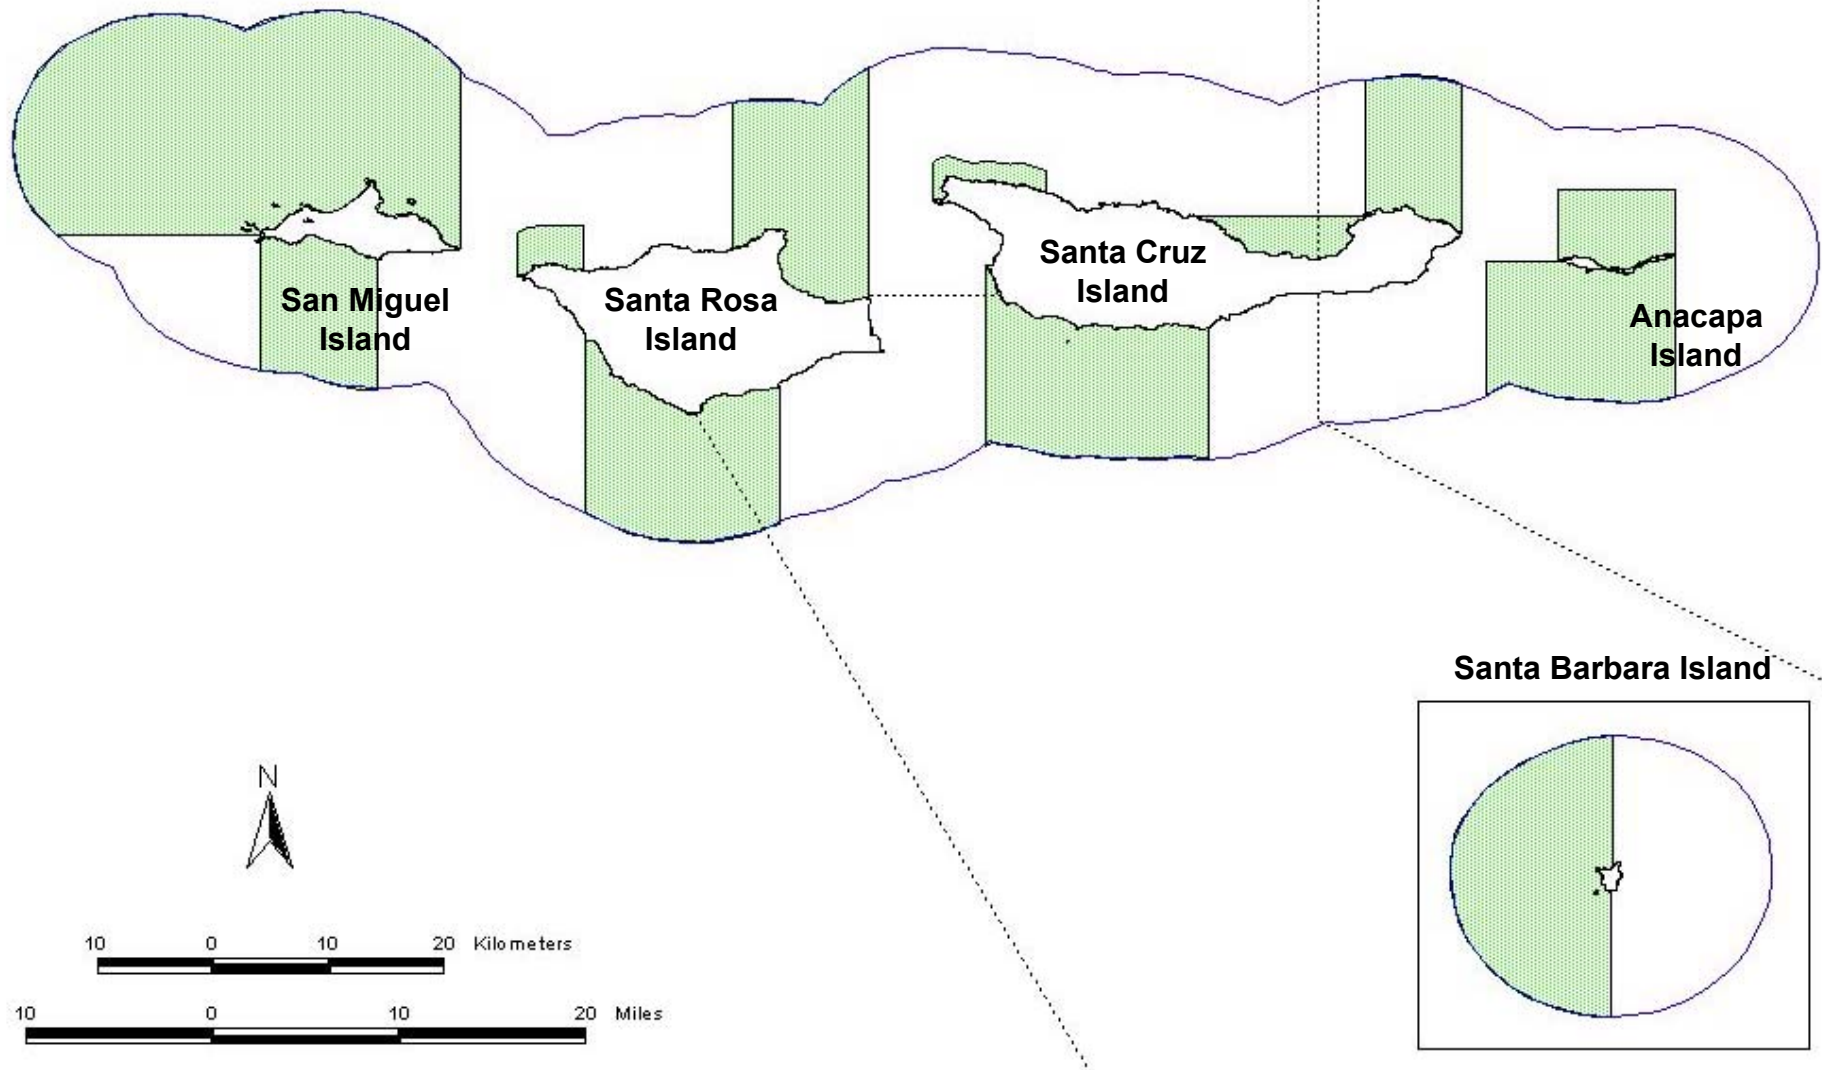 Santa Cruz
Island
San Miguel
Island
Santa Rosa
Island
Anacapa
Island
Santa Barbara Island
N
10 0 10 20 Kilometers
10 0 10 20 Miles